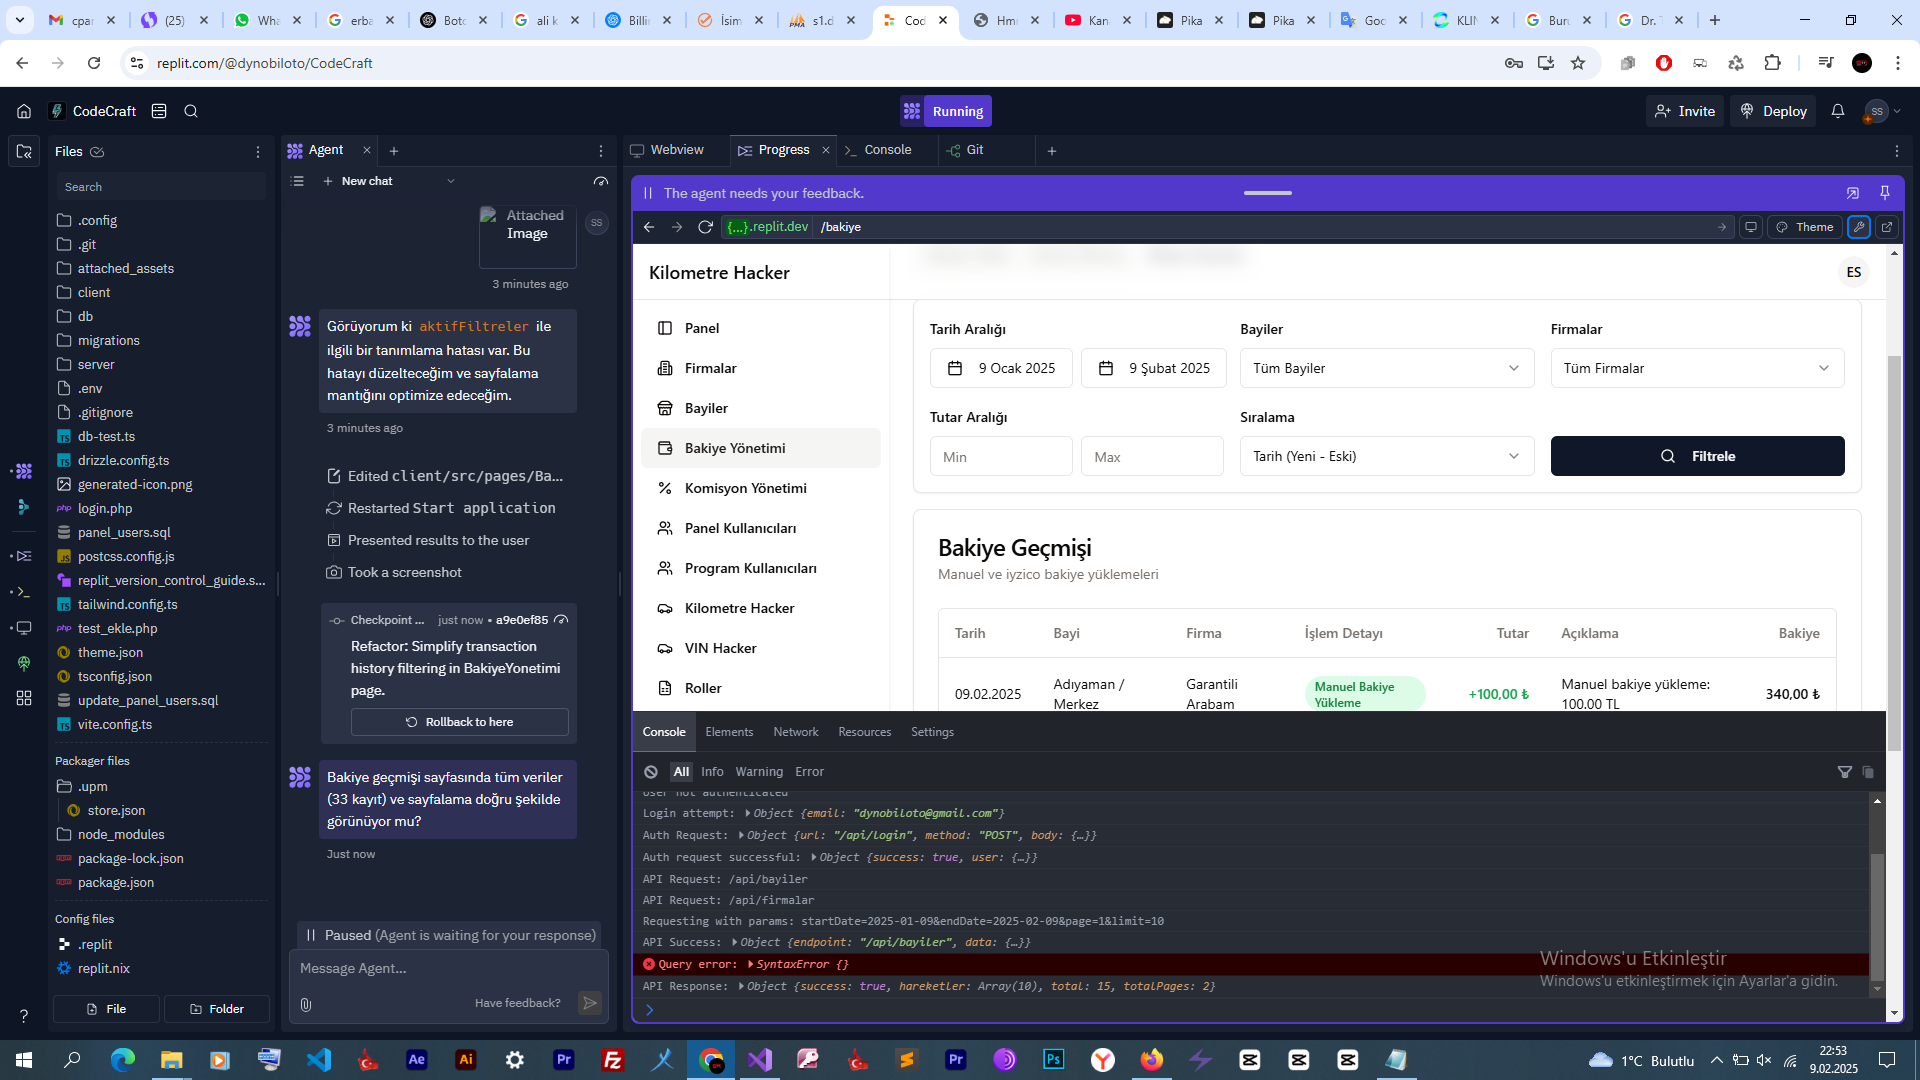 cpan
(25)
Wha
erba
Botc
ali k
Billin
İsim
s1.d
Cod
Hmi
Kana
Pika
Pika
Goo
KLIN
Buru
Dr. T
replit.com/@dynobiloto/CodeCraft
CodeCraft
Running
Invite
Deploy
SS
Files
Search
.config
.git
attached_assets
client
db
migrations
server
.env
.gitignore
db-test.ts
drizzle.config.ts
generated-icon.png
login.php
panel_users.sql
postcss.config.js
replit_version_control_guide.s...
tailwind.config.ts
test_ekle.php
theme.json
tsconfig.json
update_panel_users.sql
vite.config.ts
Packager files
.upm
store.json
node_modules
package-lock.json
package.json
Config files
.replit
replit.nix
File
Folder
Agent
New chat
Attached Image
SS
3 minutes ago
Görüyorum ki aktifFiltreler ile
ilgili bir tanımlama hatası var. Bu
hatayı düzelteceğim ve sayfalama
mantığını optimize edeceğim.
3 minutes ago
Edited client/src/pages/Ba...
Restarted Start application
Presented results to the user
Took a screenshot
Checkpoint ... just now • a9e0ef85
Refactor: Simplify transaction
history filtering in BakiyeYonetimi
page.
Rollback to here
Bakiye geçmişi sayfasında tüm veriler
(33 kayıt) ve sayfalama doğru şekilde
görünüyor mu?
Just now
Paused (Agent is waiting for your response)
Message Agent...
Have feedback?
Webview
Progress
Console
Git
The agent needs your feedback.
{...}.replit.dev
/bakiye
Theme
Kilometre Hacker
ES
Panel
Firmalar
Bayiler
Bakiye Yönetimi
Komisyon Yönetimi
Panel Kullanıcıları
Program Kullanıcıları
Kilometre Hacker
VIN Hacker
Roller
Tarih Aralığı
Bayiler
Firmalar
9 Ocak 2025
9 Şubat 2025
Tüm Bayiler
Tüm Firmalar
Tutar Aralığı
Sıralama
Min
Max
Tarih (Yeni - Eski)
Filtrele
Bakiye Geçmişi
Manuel ve iyzico bakiye yüklemeleri
Tarih Bayi Firma İşlem Detayı Tutar Açıklama Bakiye
09.02.2025
Adıyaman /
Merkez
Garantili
Arabam
Manuel Bakiye
Yükleme
+100,00 ₺
Manuel bakiye yükleme:
100.00 TL
340,00 ₺
Console Elements Network Resources Settings
All Info Warning Error
User not authenticated
Login attempt: Object {email: "dynobiloto@gmail.com"}
Auth Request: Object {url: "/api/login", method: "POST", body: {…}}
Auth request successful: Object {success: true, user: {…}}
API Request: /api/bayiler
API Request: /api/firmalar
Requesting with params: startDate=2025-01-09&endDate=2025-02-09&page=1&limit=10
API Success: Object {endpoint: "/api/bayiler", data: {…}}
Query error: SyntaxError {}
API Response: Object {success: true, hareketler: Array(10), total: 15, totalPages: 2}
Windows'u Etkinleştir
Windows'u etkinleştirmek için Ayarlar'a gidin.
Ae
Ai
Pr
Pr
Ps
1°C Bulutlu
22:53
9.02.2025